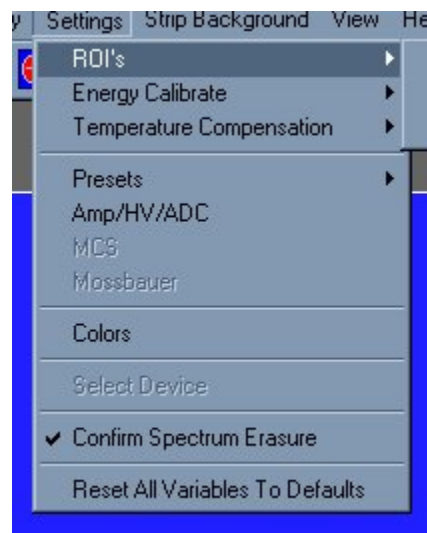 Settings Strip Background View He
ROI's
Energy Calibrate
Temperature Compensation
Presets
Amp/HV/ADC
MCS
Mossbauer
Colors
Select Device
Confirm Spectrum Erasure
Reset All Variables To Defaults